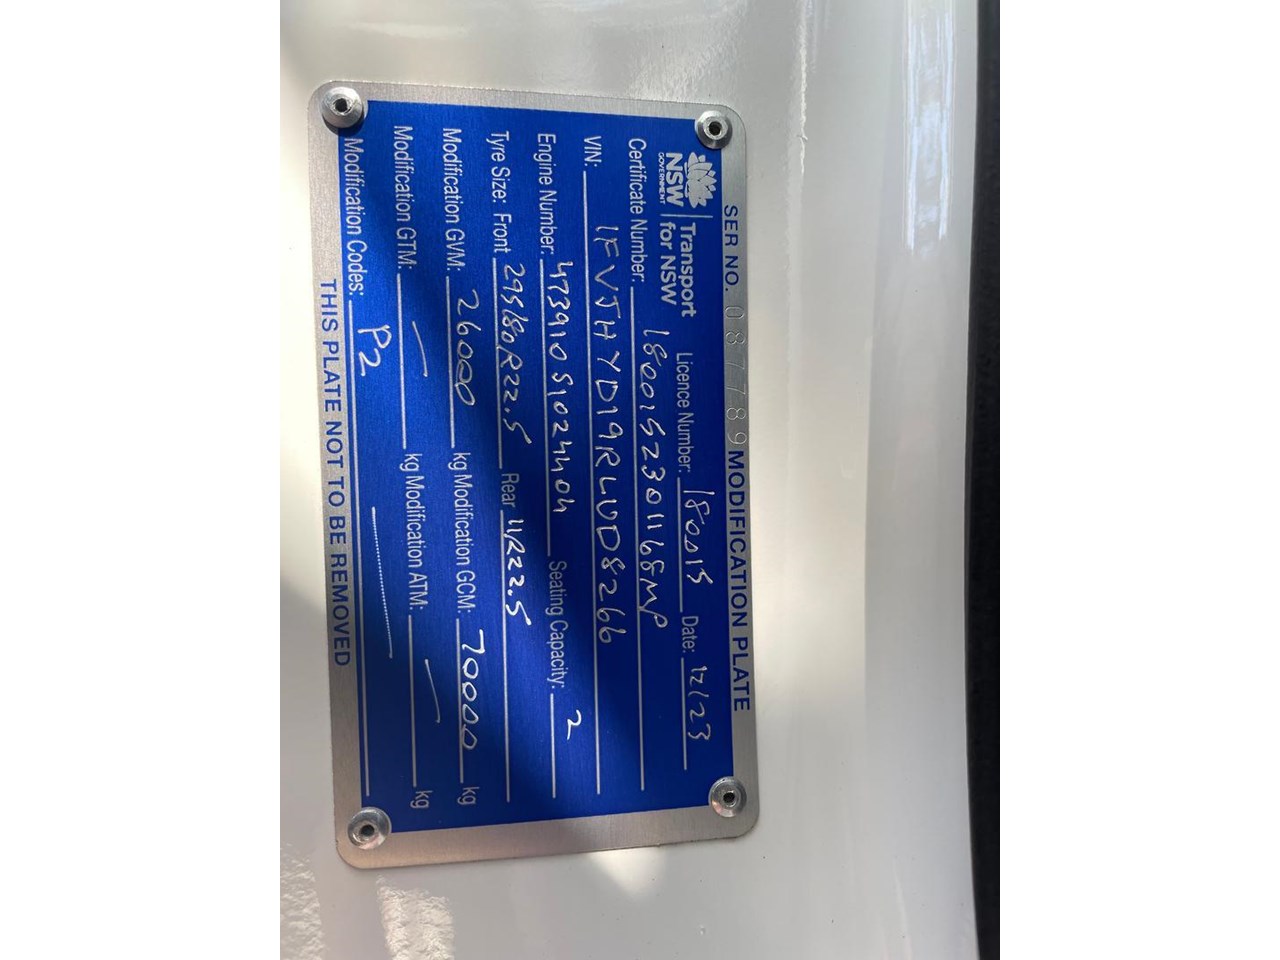 SER NO. 087789 MODIFICATION PLATE
NSW GOVERNMENT Transport for NSW Licence Number: 180015 Date: 12/23
Certificate Number: 1800152301168MP
VIN: 1FVJHYD19RLUD8266
Engine Number: 473910S1024404 Seating Capacity: 2
Tyre Size: Front 295/80R22.5 Rear 11R22.5
Modification GVM: 26000 kg Modification GCM: 70000 kg
Modification GTM: — kg Modification ATM: — kg
Modification Codes: P2
THIS PLATE NOT TO BE REMOVED